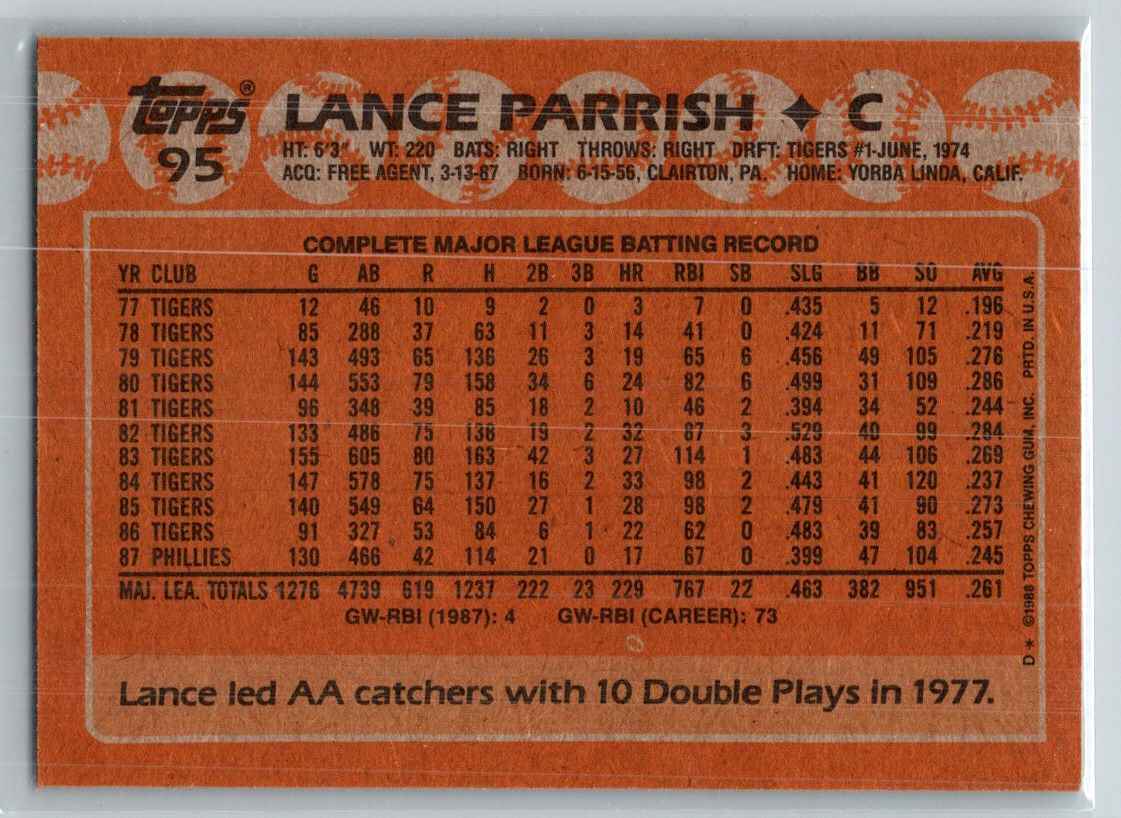 topps® LANCE PARRISH ✦ C
95 HT: 6'3" WT: 220 BATS: RIGHT THROWS: RIGHT DRFT: TIGERS #1-JUNE, 1974
ACQ: FREE AGENT, 3-13-87 BORN: 6-15-56, CLAIRTON, PA. HOME: YORBA LINDA, CALIF.
COMPLETE MAJOR LEAGUE BATTING RECORD
YR CLUB G AB R H 2B 3B HR RBI SB SLG BB SO AVG
77 TIGERS 12 46 10 9 2 0 3 7 0 .435 5 12 .196
78 TIGERS 85 288 37 63 11 3 14 41 0 .424 11 71 .219
79 TIGERS 143 493 65 136 26 3 19 65 6 .456 49 105 .276
80 TIGERS 144 553 79 158 34 6 24 82 6 .499 31 109 .286
81 TIGERS 96 348 39 85 18 2 10 46 2 .394 34 52 .244
82 TIGERS 133 486 75 138 19 2 32 87 3 .529 40 99 .284
83 TIGERS 155 605 80 163 42 3 27 114 1 .483 44 106 .269
84 TIGERS 147 578 75 137 16 2 33 98 2 .443 41 120 .237
85 TIGERS 140 549 64 150 27 1 28 98 2 .479 41 90 .273
86 TIGERS 91 327 53 84 6 1 22 62 0 .483 39 83 .257
87 PHILLIES 130 466 42 114 21 0 17 67 0 .399 47 104 .245
MAJ. LEA. TOTALS 1276 4739 619 1237 222 23 229 767 22 .463 382 951 .261
GW-RBI (1987): 4 GW-RBI (CAREER): 73
Lance led AA catchers with 10 Double Plays in 1977.
D* ©1988 TOPPS CHEWING GUM, INC. PRTD. IN U.S.A.